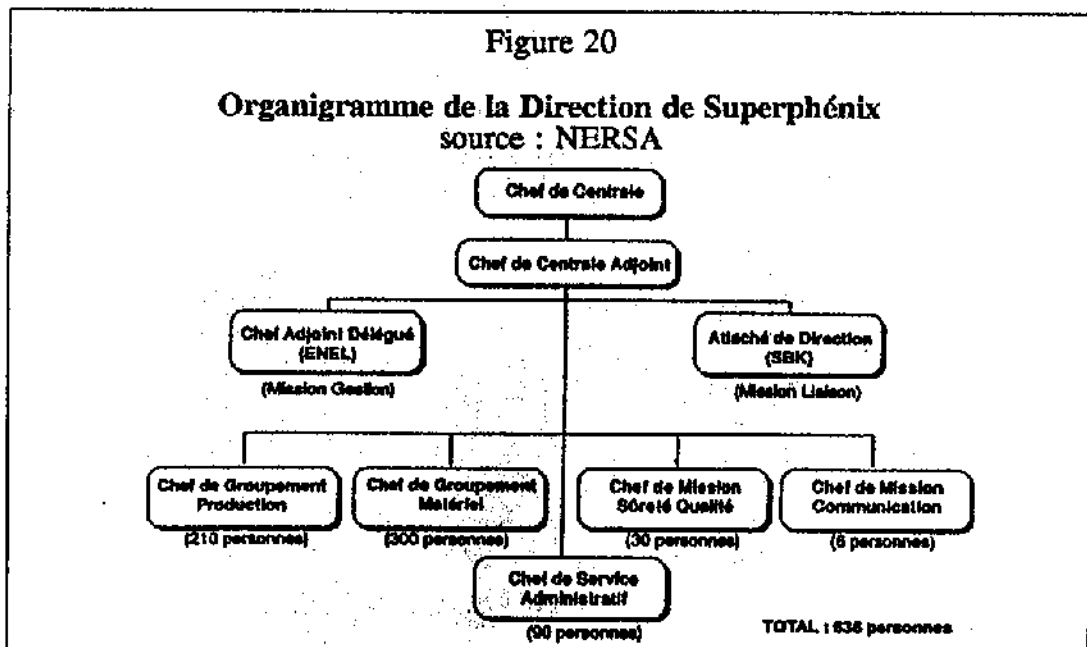 Figure 20
Organigramme de la Direction de Superphénix
source : NERSA
Chef de Centrale
Chef de Centrale Adjoint
Chef Adjoint Délégué
(ENEL)
(Mission Gestion)
Attaché de Direction
(SBK)
(Mission Liaison)
Chef de Groupement
Production
(210 personnes)
Chef de Groupement
Matériel
(300 personnes)
Chef de Mission
Sûreté Qualité
(30 personnes)
Chef de Mission
Communication
(6 personnes)
Chef de Service
Administratif
(90 personnes)
TOTAL : 636 personnes